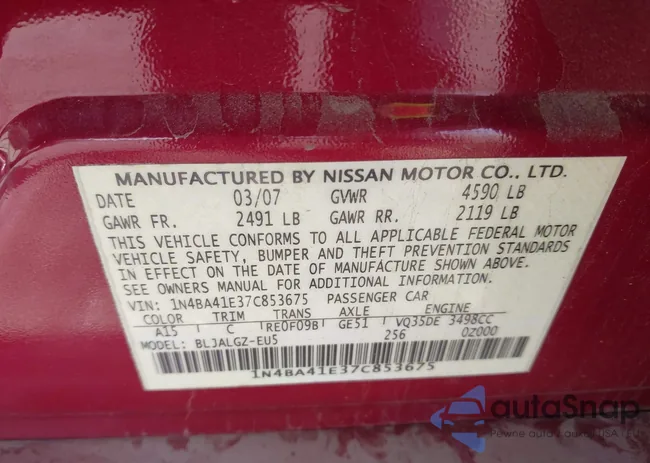 MANUFACTURED BY NISSAN MOTOR CO., LTD.
DATE 03/07 GVWR 4590 LB
GAWR FR. 2491 LB GAWR RR. 2119 LB
THIS VEHICLE CONFORMS TO ALL APPLICABLE FEDERAL MOTOR
VEHICLE SAFETY, BUMPER AND THEFT PREVENTION STANDARDS
IN EFFECT ON THE DATE OF MANUFACTURE SHOWN ABOVE.
SEE OWNERS MANUAL FOR ADDITIONAL INFORMATION.
VIN: 1N4BA41E37C853675 PASSENGER CAR
COLOR TRIM TRANS AXLE ENGINE
A15 C RE0F09B GE51 VQ35DE 3498CC
MODEL: BLJALGZ-EU5 256 0Z000
1N4BA41E37C853675
autoSnap
Pewne auto z